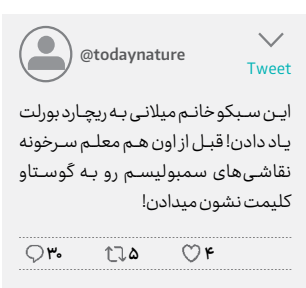 @todaynature
Tweet
این سبکو خانم میلانی به ریچارد بورلت
یاد دادن! قبل از اون هم معلم سرخونه
نقاشی‌های سمبولیسم رو به گوستاو
کلیمت نشون میدادن!
۳۰ ۵ ۴